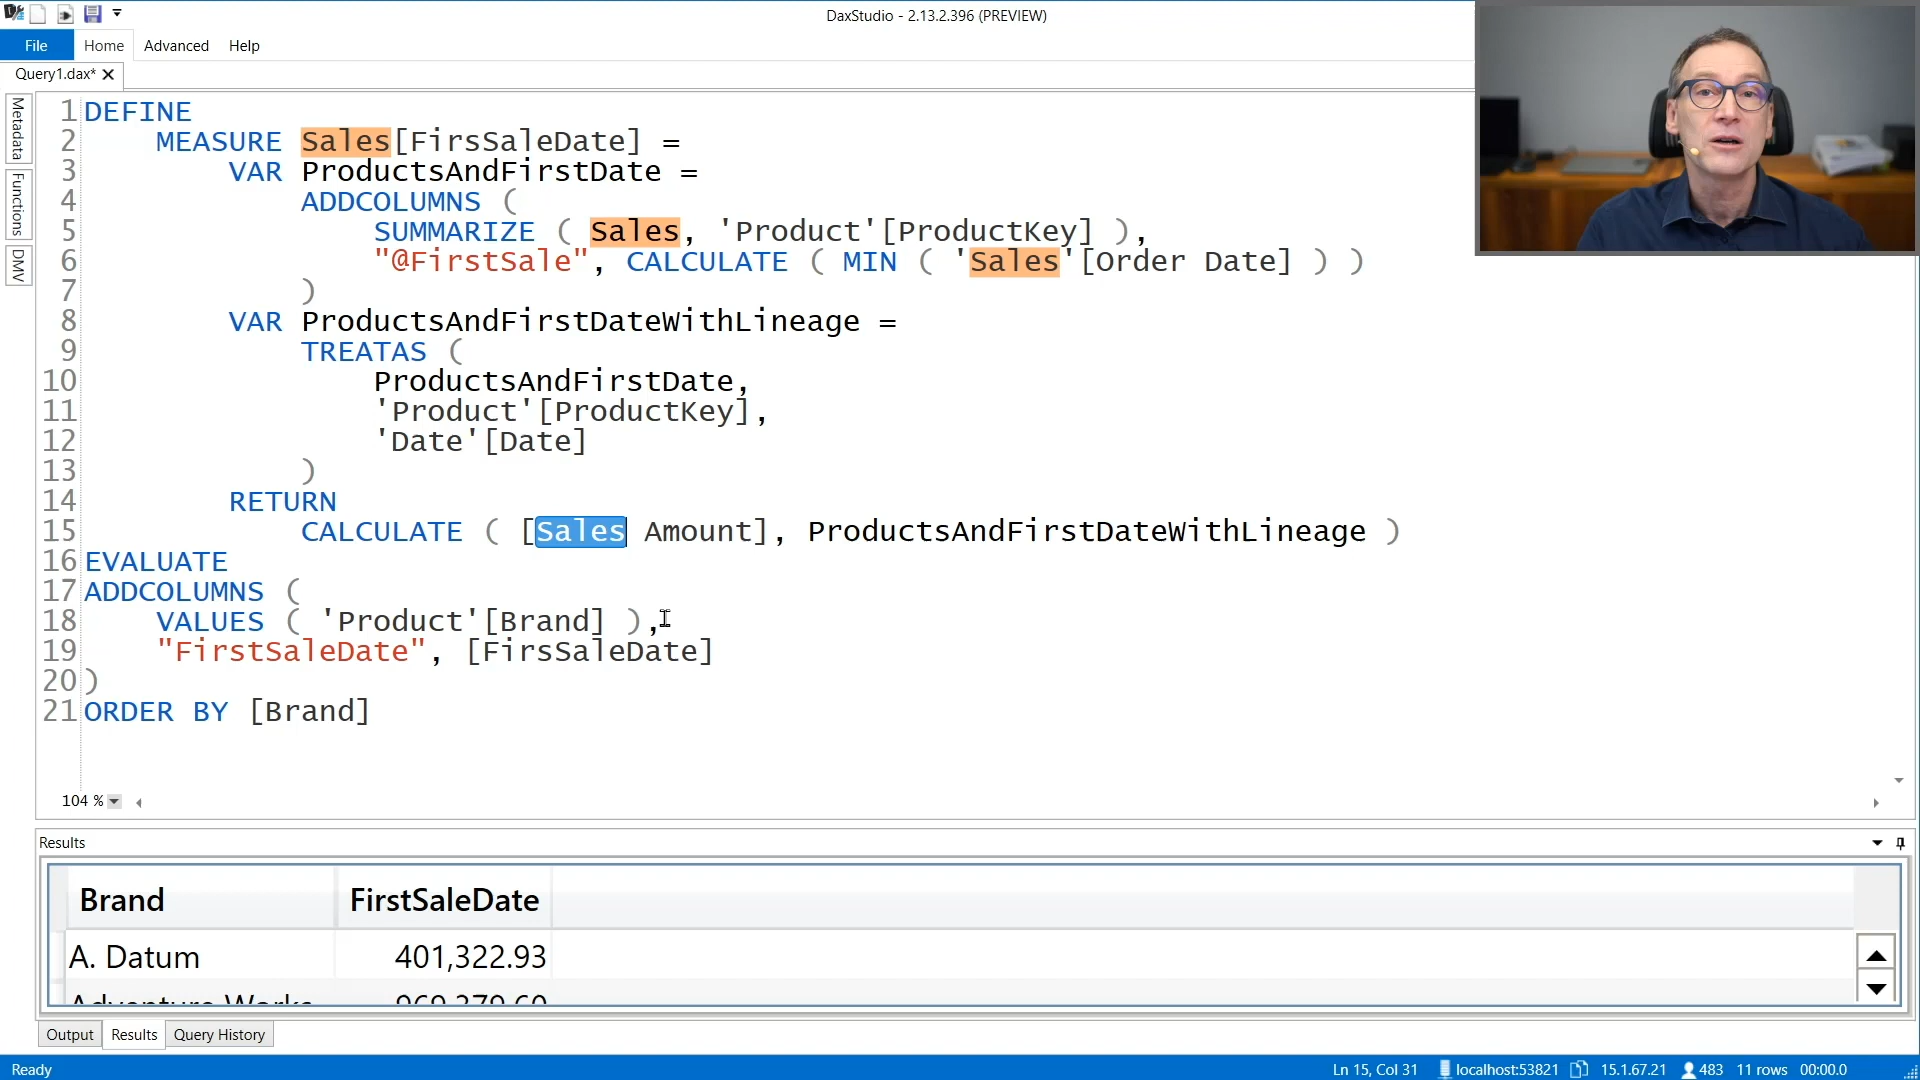 DaxStudio - 2.13.2.396 (PREVIEW)
File Home Advanced Help
Query1.dax*
Metadata
Functions
DMV
1 DEFINE
2 MEASURE Sales[FirsSaleDate] =
3 VAR ProductsAndFirstDate =
4 ADDCOLUMNS (
5 SUMMARIZE ( Sales, 'Product'[ProductKey] ),
6 "@FirstSale", CALCULATE ( MIN ( 'Sales'[Order Date] ) )
7 )
8 VAR ProductsAndFirstDateWithLineage =
9 TREATAS (
10 ProductsAndFirstDate,
11 'Product'[ProductKey],
12 'Date'[Date]
13 )
14 RETURN
15 CALCULATE ( [Sales Amount], ProductsAndFirstDateWithLineage )
16 EVALUATE
17 ADDCOLUMNS (
18 VALUES ( 'Product'[Brand] ),
19 "FirstSaleDate", [FirsSaleDate]
20 )
21 ORDER BY [Brand]
104 %
Results
Brand FirstSaleDate
A. Datum 401,322.93
Adventure Works 969,379.60
Output Results Query History
Ready Ln 15, Col 31 localhost:53821 15.1.67.21 483 11 rows 00:00.0